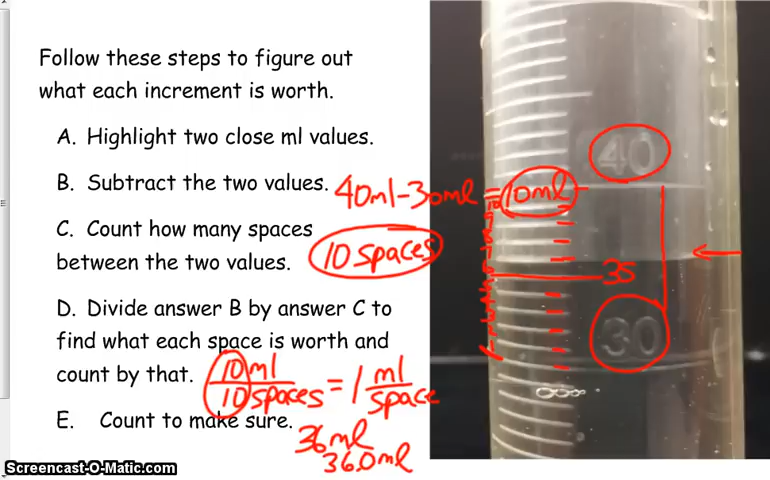 Follow these steps to figure out
what each increment is worth.
A. Highlight two close ml values.
B. Subtract the two values.
40ml-30ml = 10ml
C. Count how many spaces
between the two values.
10 spaces
D. Divide answer B by answer C to
find what each space is worth and
count by that.
10ml
10 spaces
= 1 ml
space
E. Count to make sure.
36ml
36.0ml
40
35
30
Screencast-O-Matic.com